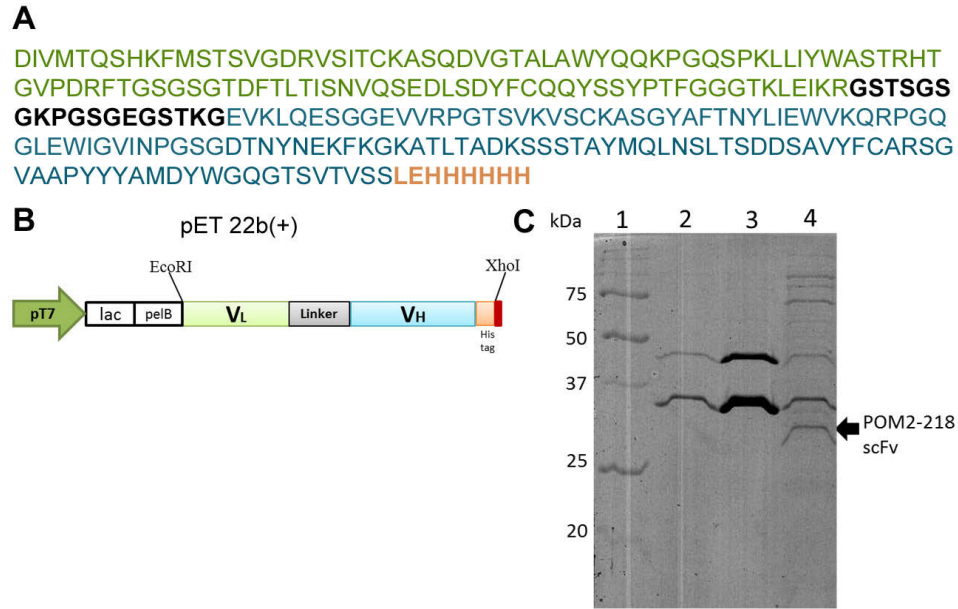 A
DIVMTQSHKFMSTSVGDRVSITCKASQDVGTALAWYQQKPGQSPKLLIYWASTRHT
GVPDRFTGSGSGTDFTLTISNVQSEDLSDYFCQQYSSYPTFGGGTKLEIKRGSTSGS
GKPGSGEGSTKGEVKLQESGGEVVRPGTSVKVSCKASGYAFTNYLIEWVKQRPGQ
GLEWIGVINPGSGDTNYNEKFKGKATLTADKSSSTAYMQLNSLTSDDSAVYFCARSG
VAAPYYYAMDYWGQGTSVTVSSLEHHHHHH
B
pET 22b(+)
EcoRI
XhoI
pT7
lac
pelB
VL
Linker
VH
His
tag
C
kDa
1 2 3 4
75
50
37
25
20
POM2-218
scFv